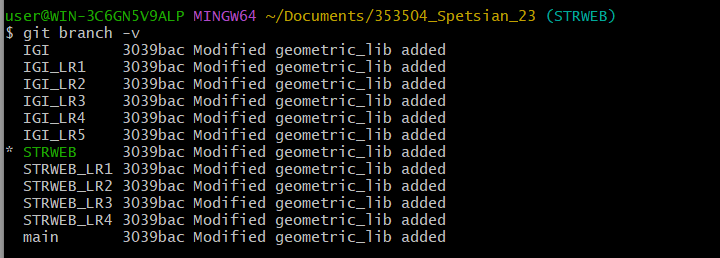 user@WIN-3C6GN5V9ALP MINGW64 ~/Documents/353504_Spetsian_23 (STRWEB)
$ git branch -v
  IGI        3039bac Modified geometric_lib added
  IGI_LR1    3039bac Modified geometric_lib added
  IGI_LR2    3039bac Modified geometric_lib added
  IGI_LR3    3039bac Modified geometric_lib added
  IGI_LR4    3039bac Modified geometric_lib added
  IGI_LR5    3039bac Modified geometric_lib added
* STRWEB     3039bac Modified geometric_lib added
  STRWEB_LR1 3039bac Modified geometric_lib added
  STRWEB_LR2 3039bac Modified geometric_lib added
  STRWEB_LR3 3039bac Modified geometric_lib added
  STRWEB_LR4 3039bac Modified geometric_lib added
  main       3039bac Modified geometric_lib added